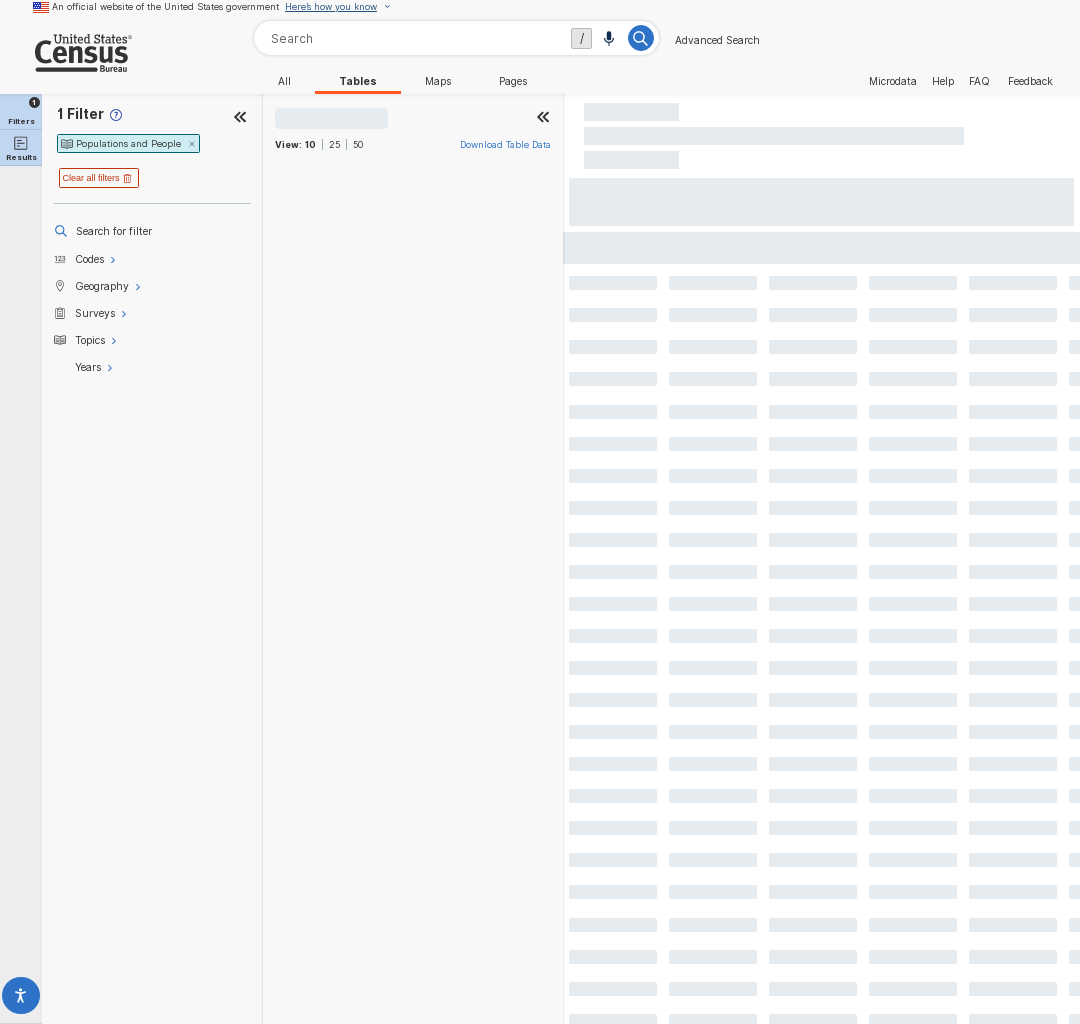 An official website of the United States government Here's how you know
United States®
Census
Bureau
Search
/
Advanced Search
All Tables Maps Pages
Microdata Help FAQ Feedback
1
Filters
Results
1 Filter ?
Populations and People ×
Clear all filters
Search for filter
123 Codes
Geography
Surveys
Topics
Years
View: 10 | 25 | 50 Download Table Data